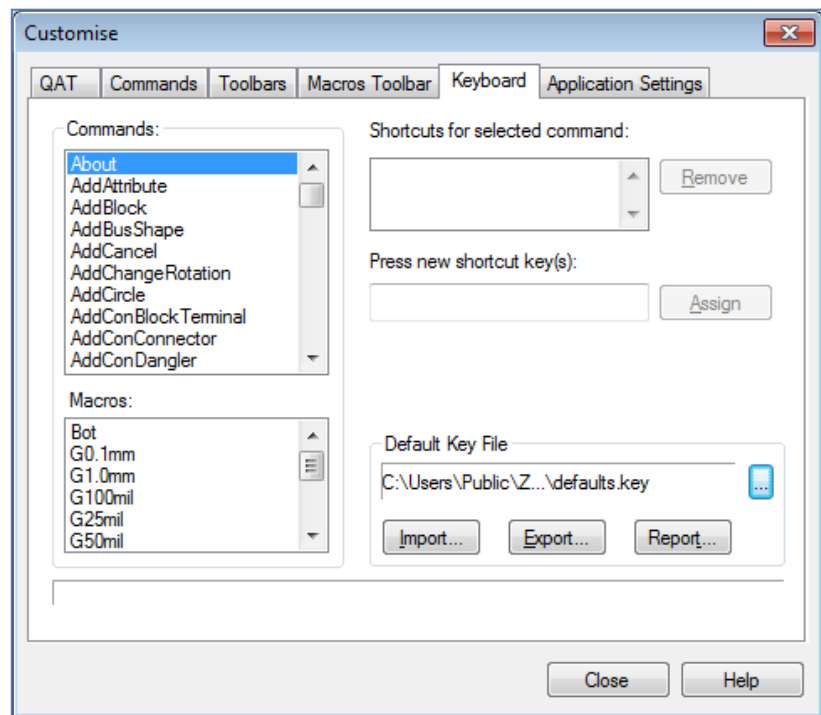 Customise
QAT Commands Toolbars Macros Toolbar Keyboard Application Settings
Commands:
About
AddAttribute
AddBlock
AddBusShape
AddCancel
AddChangeRotation
AddCircle
AddConBlockTerminal
AddConConnector
AddConDangler
Macros:
Bot
G0.1mm
G1.0mm
G100mil
G25mil
G50mil
Shortcuts for selected command:
Remove
Press new shortcut key(s):
Assign
Default Key File
C:\Users\Public\Z...\defaults.key ...
Import... Export... Report...
Close Help